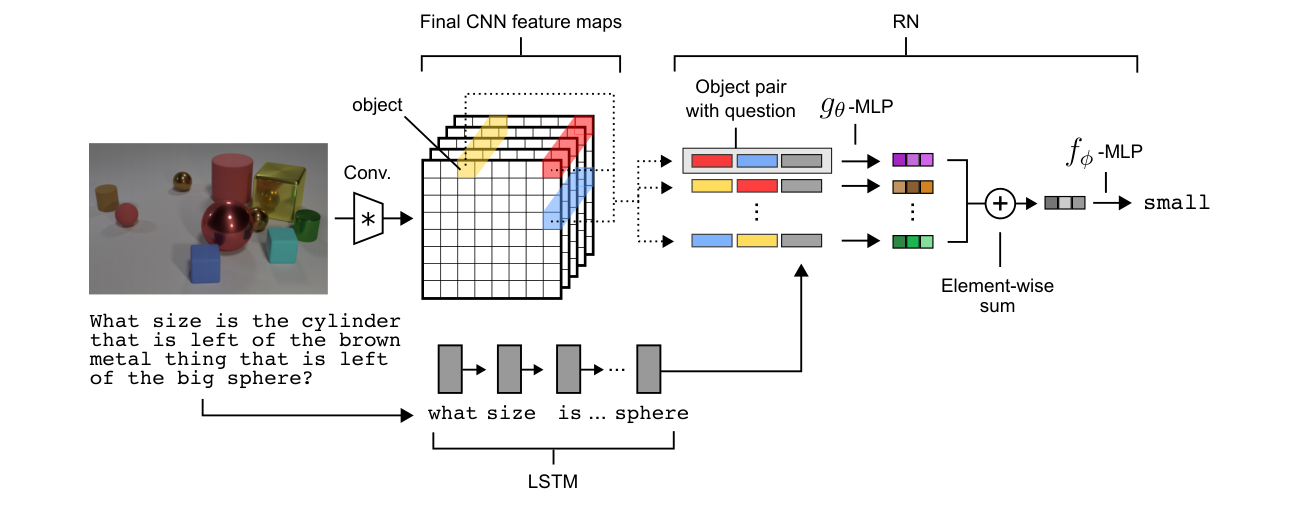 Final CNN feature maps
RN
object
Object pair
with question
gθ-MLP
fϕ-MLP
Conv.
*
+
small
Element-wise
sum
What size is the cylinder
that is left of the brown
metal thing that is left
of the big sphere?
...
what size is ... sphere
LSTM